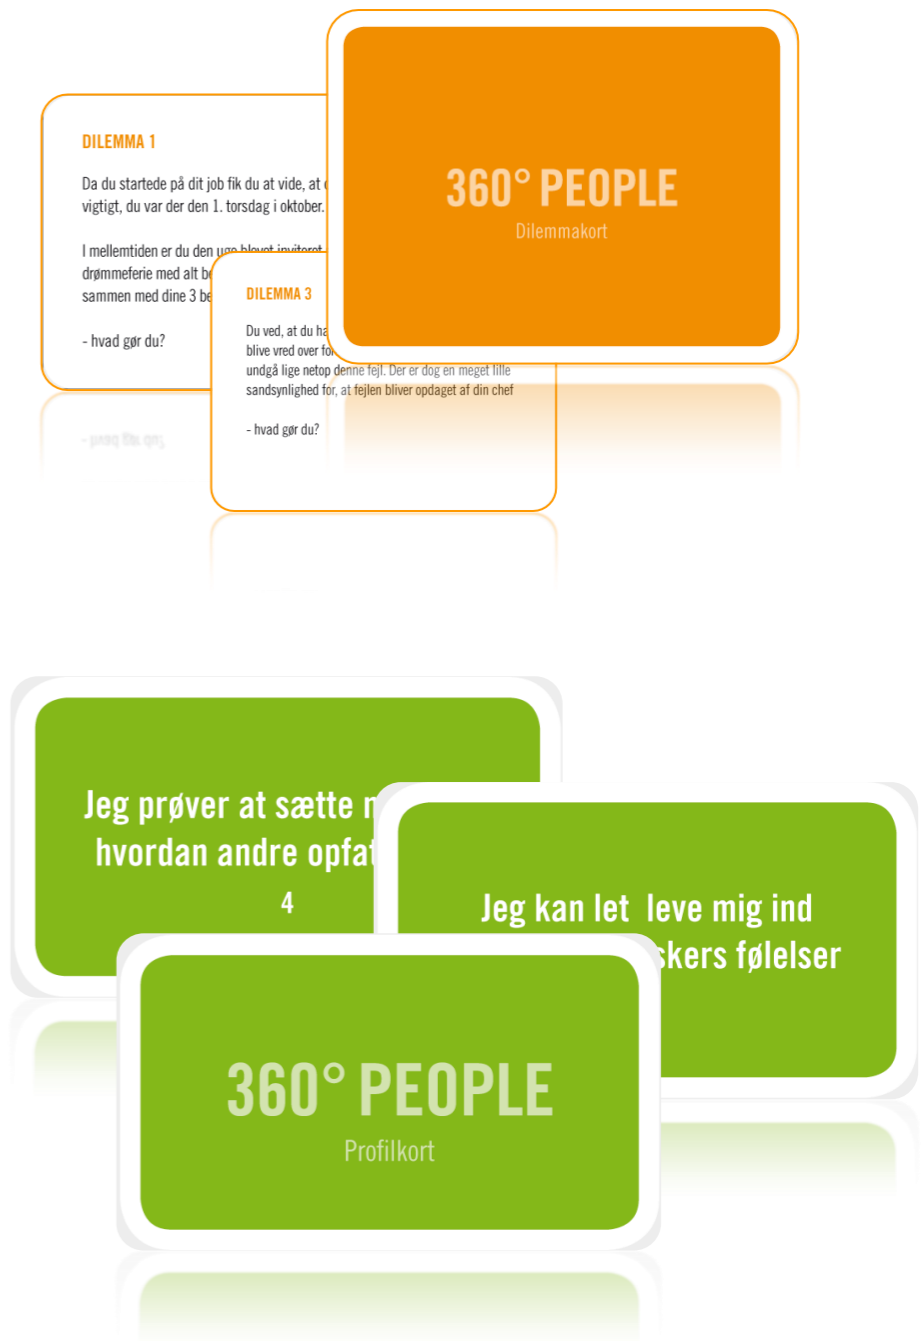 360° PEOPLE
Dilemmakort
DILEMMA 1
Da du startede på dit job fik du at vide, at
vigtigt, du var der den 1. torsdag i oktober.
I mellemtiden er du den uge blevet inviteret
drømmeferie med alt
sammen med dine 3
- hvad gør du?
DILEMMA 3
Du ved, at du
blive vred over
undgå lige netop denne fejl. Der er dog en meget lille
sandsynlighed for, at fejlen bliver opdaget af din chef
- hvad gør du?
Jeg prøver at sætte
hvordan andre
4
Jeg kan let leve mig ind
følelser
360° PEOPLE
Profilkort